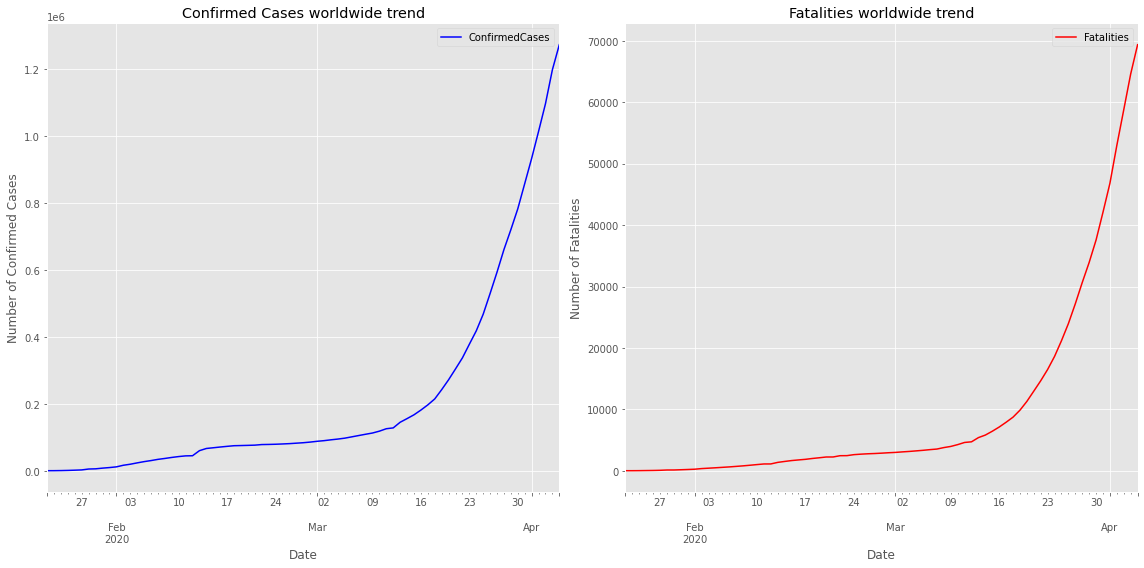 Confirmed Cases worldwide trend
1e6
ConfirmedCases
1.2
1.0
0.8
0.6
0.4
0.2
0.0
Number of Confirmed Cases
27 03 10 17 24 02 09 16 23 30
Feb Mar Apr
2020
Date
Fatalities worldwide trend
Fatalities
70000
60000
50000
40000
30000
20000
10000
0
Number of Fatalities
27 03 10 17 24 02 09 16 23 30
Feb Mar Apr
2020
Date